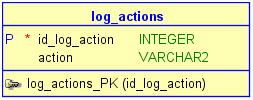 log_actions
P * id_log_action INTEGER
action VARCHAR2
log_actions_PK (id_log_action)